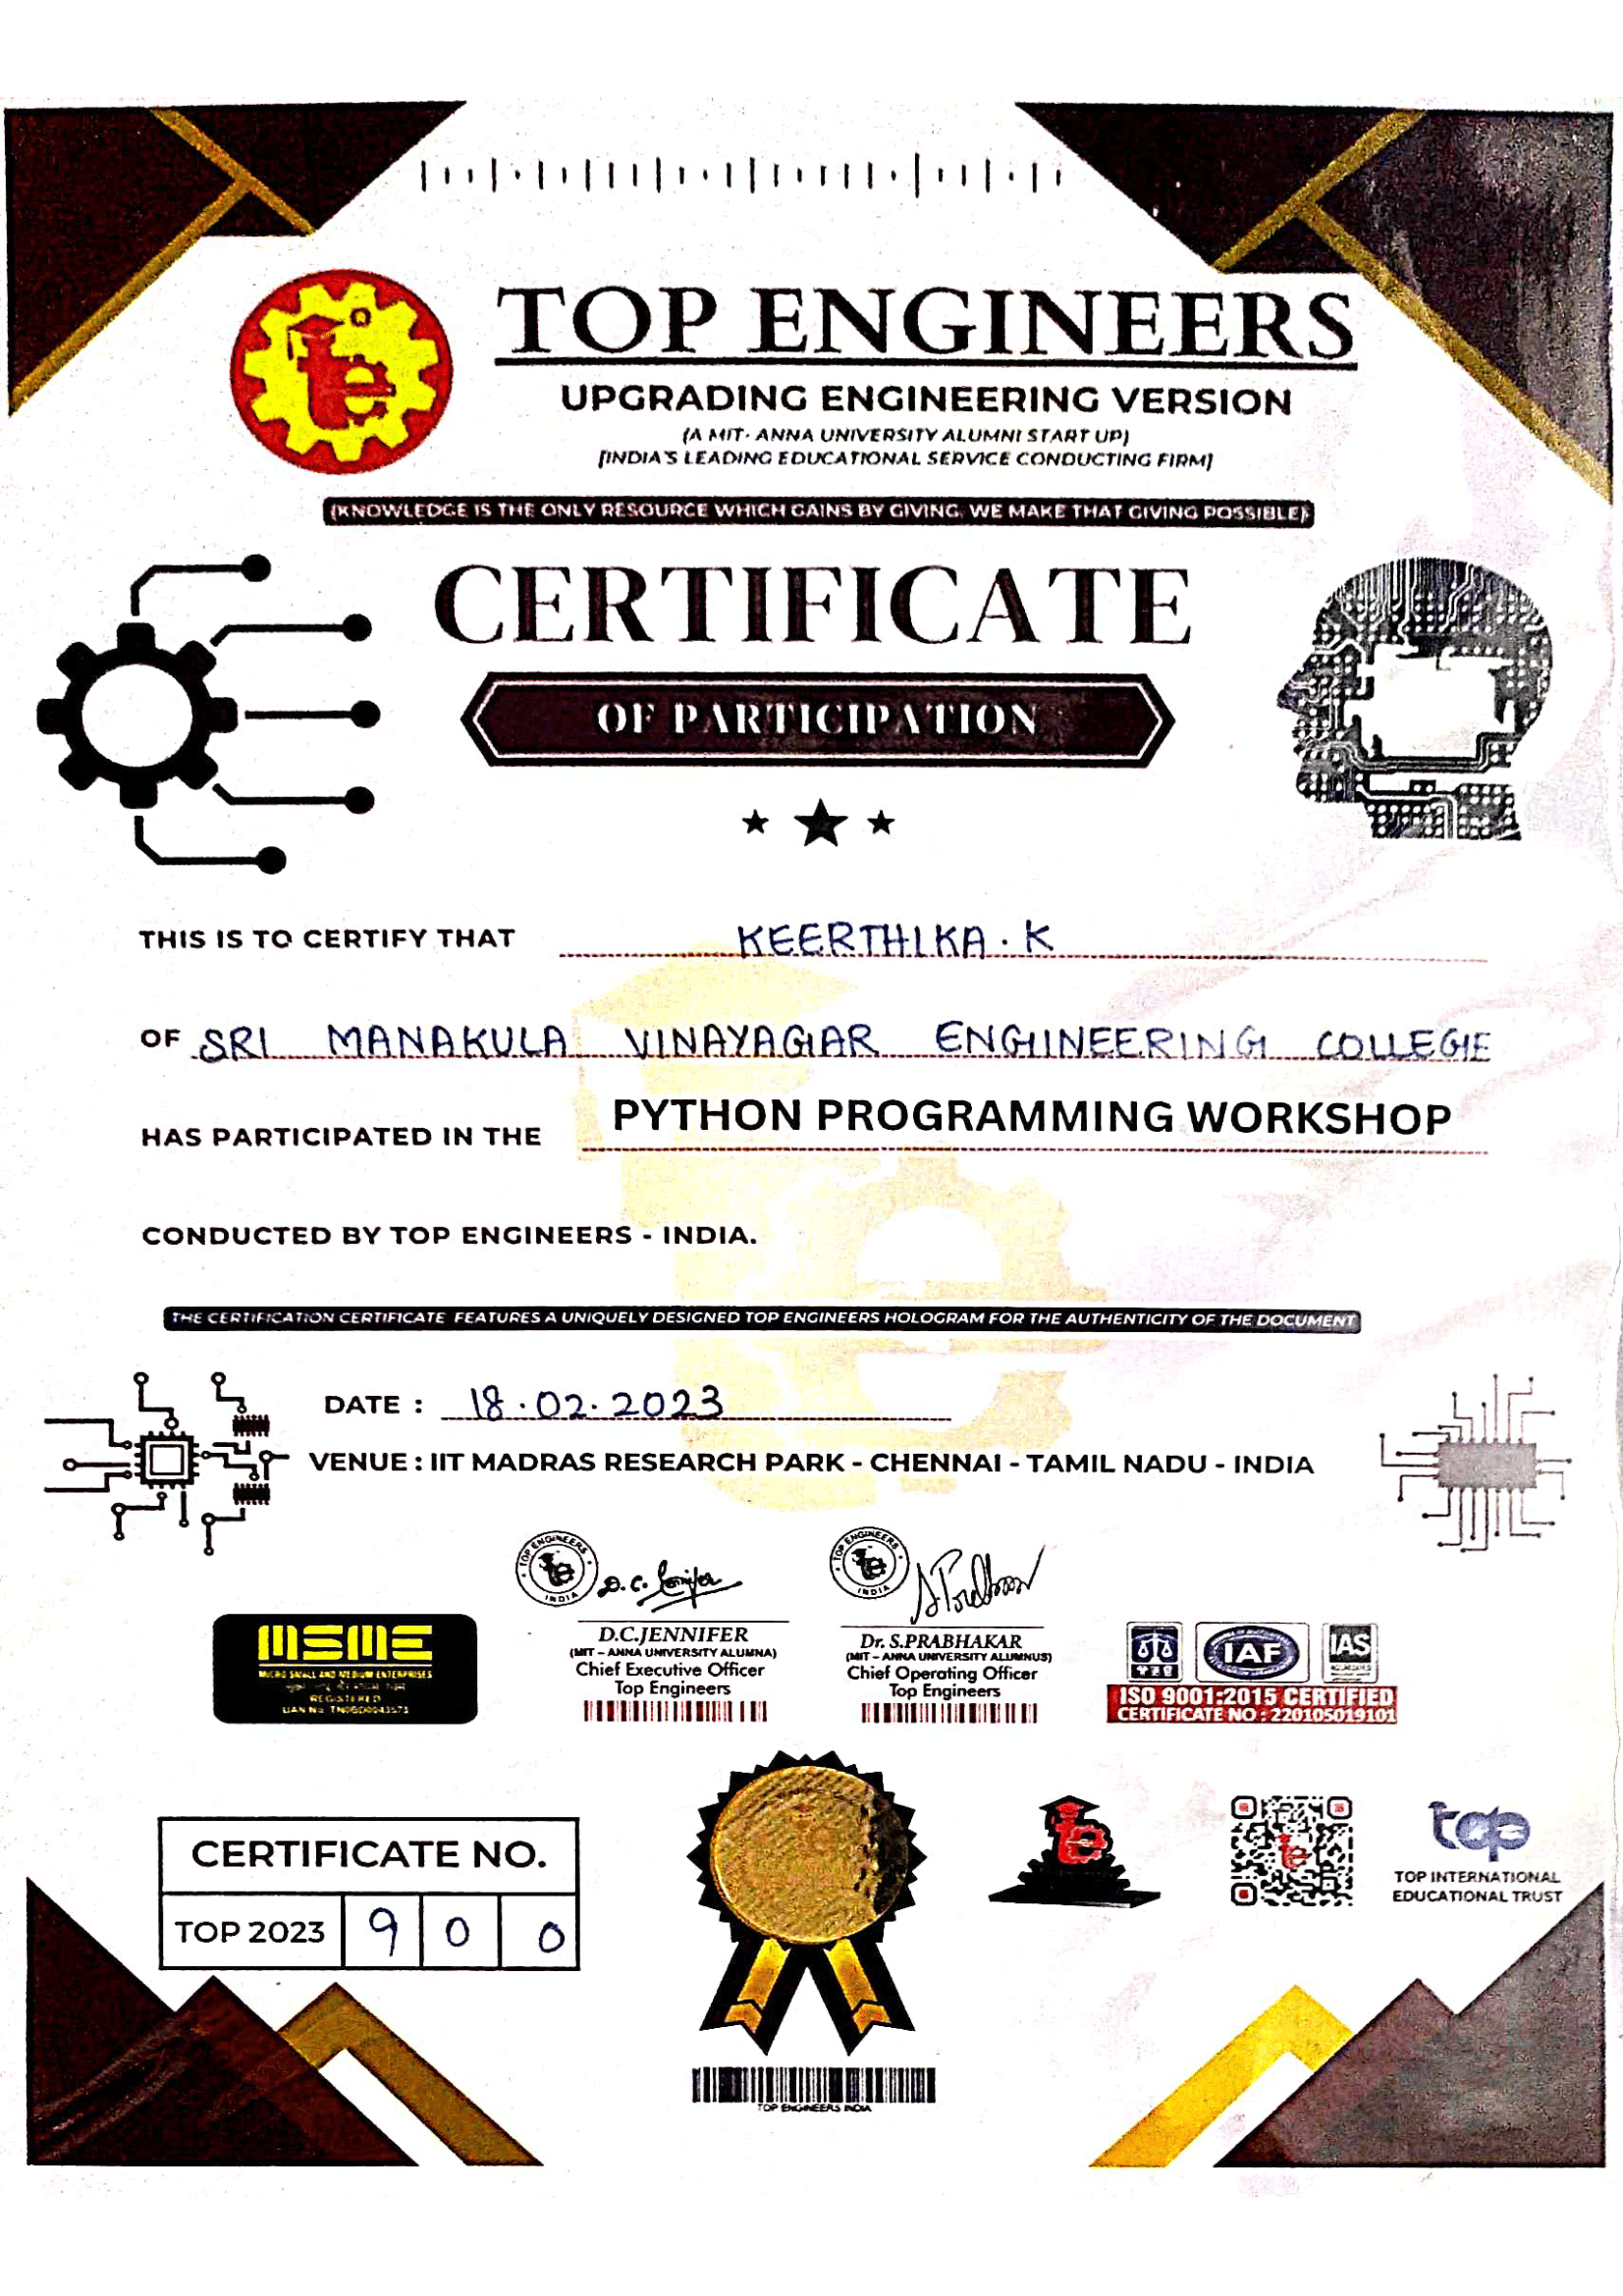 TOP ENGINEERS
UPGRADING ENGINEERING VERSION
(A MIT- ANNA UNIVERSITY ALUMNI START UP)
[INDIA'S LEADING EDUCATIONAL SERVICE CONDUCTING FIRM]
(KNOWLEDGE IS THE ONLY RESOURCE WHICH GAINS BY GIVING, WE MAKE THAT GIVING POSSIBLE)
CERTIFICATE
OF PARTICIPATION
THIS IS TO CERTIFY THAT KEERTHIKA . K
OF SRI MANAKULA VINAYAGAR ENGINEERING COLLEGE
HAS PARTICIPATED IN THE PYTHON PROGRAMMING WORKSHOP
CONDUCTED BY TOP ENGINEERS - INDIA.
THE CERTIFICATION CERTIFICATE FEATURES A UNIQUELY DESIGNED TOP ENGINEERS HOLOGRAM FOR THE AUTHENTICITY OF THE DOCUMENT
DATE : 18.02.2023
VENUE : IIT MADRAS RESEARCH PARK - CHENNAI - TAMIL NADU - INDIA
TOP ENGINEERS INDIA
D.C. Jennifer
TOP ENGINEERS INDIA
D.C.JENNIFER
(MIT – ANNA UNIVERSITY ALUMNA)
Chief Executive Officer
Top Engineers
Dr. S.PRABHAKAR
(MIT – ANNA UNIVERSITY ALUMNUS)
Chief Operating Officer
Top Engineers
MSME
MICRO SMALL AND MEDIUM ENTERPRISES
REGISTERED
IAF
IAS
ISO 9001:2015 CERTIFIED
CERTIFICATE NO : 220105019101
CERTIFICATE NO.
TOP 2023 9 0 0
top
TOP INTERNATIONAL
EDUCATIONAL TRUST
TOP ENGINEERS INDIA